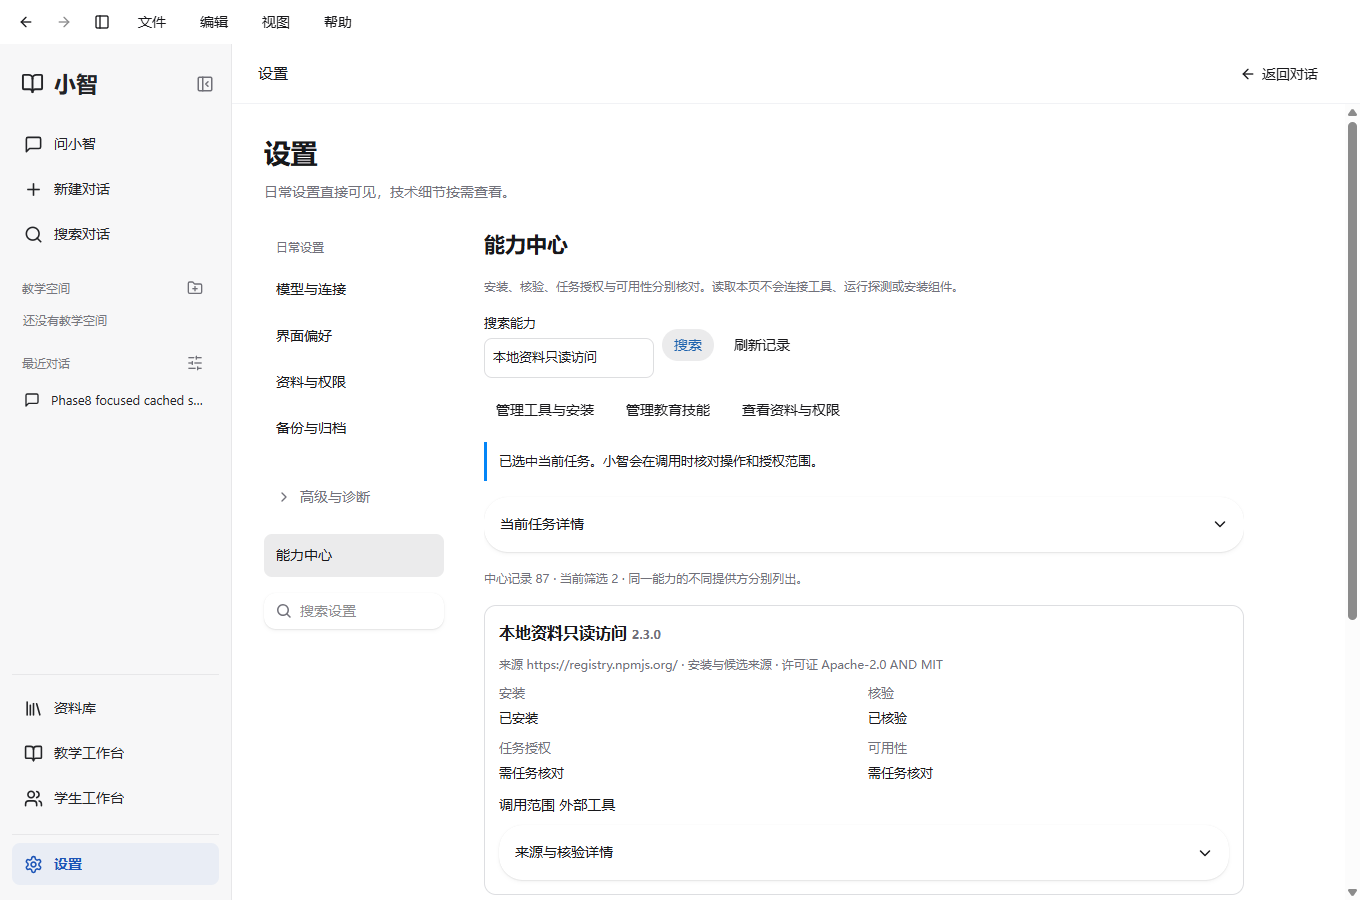 文件 编辑 视图 帮助
小智
问小智
新建对话
搜索对话
教学空间
还没有教学空间
最近对话
Phase8 focused cached s...
资料库
教学工作台
学生工作台
设置
设置
返回对话
设置
日常设置直接可见，技术细节按需查看。
日常设置
模型与连接
界面偏好
资料与权限
备份与归档
高级与诊断
能力中心
搜索设置
能力中心
安装、核验、任务授权与可用性分别核对。读取本页不会连接工具、运行探测或安装组件。
搜索能力
本地资料只读访问 搜索 刷新记录
管理工具与安装 管理教育技能 查看资料与权限
已选中当前任务。小智会在调用时核对操作和授权范围。
当前任务详情
中心记录 87 · 当前筛选 2 · 同一能力的不同提供方分别列出。
本地资料只读访问 2.3.0
来源 https://registry.npmjs.org/ · 安装与候选来源 · 许可证 Apache-2.0 AND MIT
安装 核验
已安装 已核验
任务授权 可用性
需任务核对 需任务核对
调用范围 外部工具
来源与核验详情